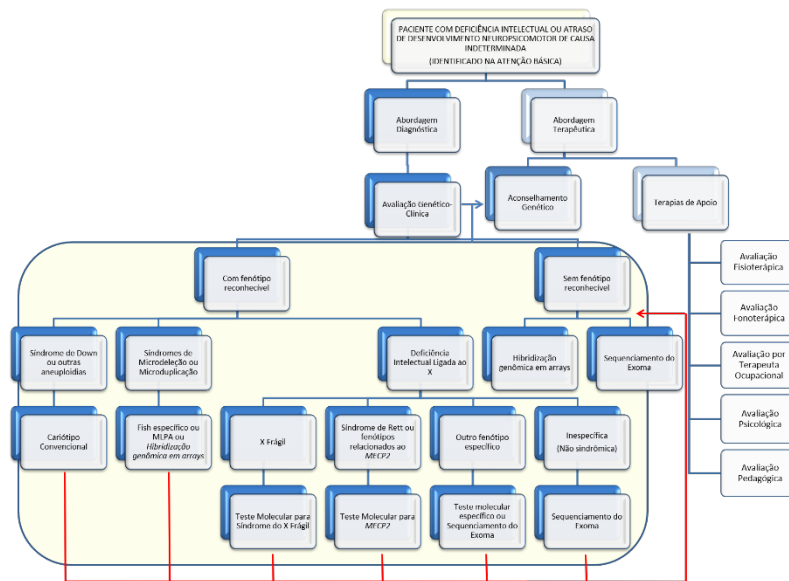 PACIENTE COM DEFICIÊNCIA INTELECTUAL OU ATRASO
DE DESENVOLVIMENTO NEUROPSICOMOTOR DE CAUSA
INDETERMINADA
(IDENTIFICADO NA ATENÇÃO BÁSICA)
Abordagem
Diagnóstica
Abordagem
Terapêutica
Avaliação Genético-
Clínica
Aconselhamento
Genético
Terapias de Apoio
Com fenótipo
reconhecível
Sem fenótipo
reconhecível
Avaliação
Fisioterápica
Avaliação
Fonoterápica
Avaliação por
Terapeuta
Ocupacional
Avaliação
Psicológica
Avaliação
Pedagógica
Síndrome de Down
ou outras
aneuploidias
Síndromes de
Microdeleção ou
Microduplicação
Deficiência
Intelectual Ligada ao
X
Hibridização
genômica em arrays
Sequenciamento do
Exoma
Cariótipo
Convencional
Fish específico ou
MLPA ou
Hibridização
genômica em arrays
X Frágil
Síndrome de Rett ou
fenótipos
relacionados ao
MECP2
Outro fenótipo
específico
Inespecífica
(Não sindrômica)
Teste Molecular para
Síndrome do X Frágil
Teste Molecular para
MECP2
Teste molecular
específico ou
Sequenciamento do
Exoma
Sequenciamento do
Exoma